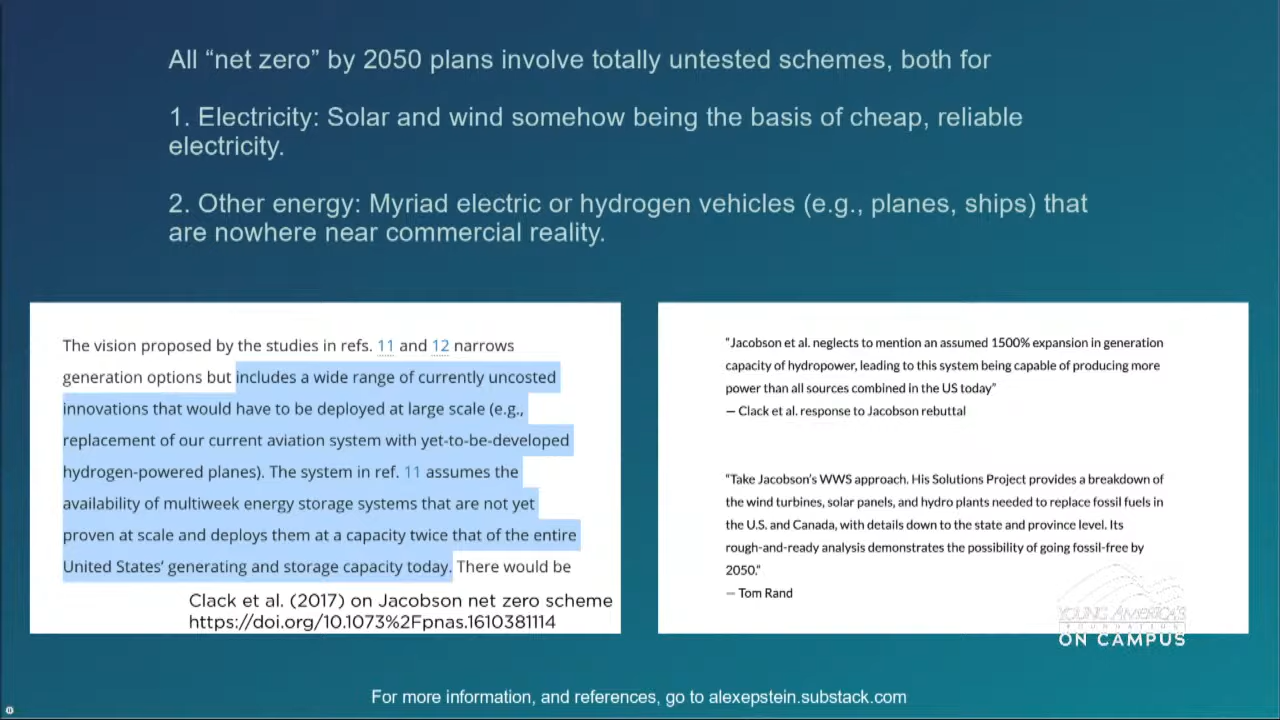 All “net zero” by 2050 plans involve totally untested schemes, both for
1. Electricity: Solar and wind somehow being the basis of cheap, reliable
electricity.
2. Other energy: Myriad electric or hydrogen vehicles (e.g., planes, ships) that
are nowhere near commercial reality.
The vision proposed by the studies in refs. 11 and 12 narrows
generation options but includes a wide range of currently uncosted
innovations that would have to be deployed at large scale (e.g.,
replacement of our current aviation system with yet-to-be-developed
hydrogen-powered planes). The system in ref. 11 assumes the
availability of multiweek energy storage systems that are not yet
proven at scale and deploys them at a capacity twice that of the entire
United States’ generating and storage capacity today. There would be
Clack et al. (2017) on Jacobson net zero scheme
https://doi.org/10.1073%2Fpnas.1610381114
“Jacobson et al. neglects to mention an assumed 1500% expansion in generation
capacity of hydropower, leading to this system being capable of producing more
power than all sources combined in the US today”
— Clack et al. response to Jacobson rebuttal
“Take Jacobson’s WWS approach. His Solutions Project provides a breakdown of
the wind turbines, solar panels, and hydro plants needed to replace fossil fuels in
the U.S. and Canada, with details down to the state and province level. Its
rough-and-ready analysis demonstrates the possibility of going fossil-free by
2050.”
— Tom Rand
YOUNG AMERICA'S
FOUNDATION
ON CAMPUS
For more information, and references, go to alexepstein.substack.com